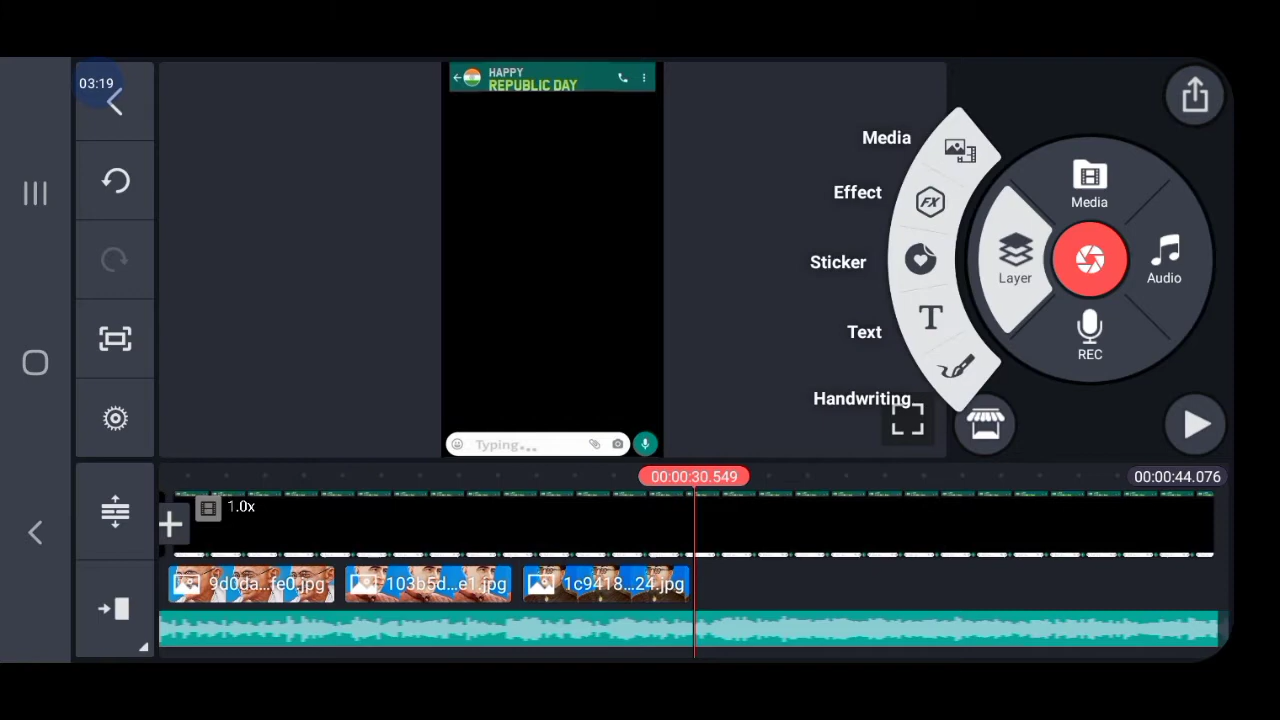 03:19
HAPPY
REPUBLIC DAY
Typing...
Media
Effect
Sticker
Text
Handwriting
FX
T
Media
Layer
Audio
REC
00:00:30.549
00:00:44.076
1.0x
9d0da...fe0.jpg
103b5d...e1.jpg
1c9418...24.jpg